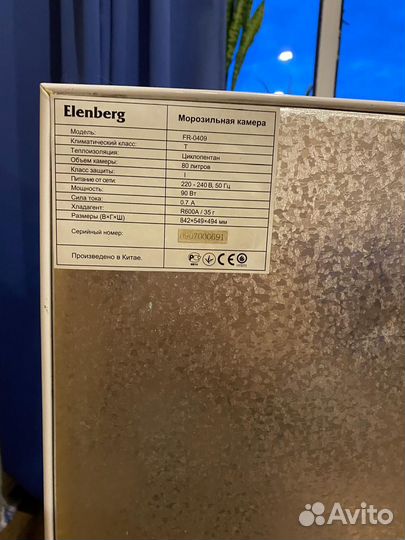 Elenberg Морозильная камера
Модель: FR-0409
Климатический класс: T
Теплоизоляция: Циклопентан
Объем камеры: 80 литров
Класс защиты: I
Питание от сети: 220 - 240 В, 50 Гц
Мощность: 90 Вт
Сила тока: 0.7 А
Хладагент: R600A / 35 г
Размеры (В×Г×Ш) 842×549×494 мм
Серийный номер: 0907000691
Произведено в Китае.
Avito